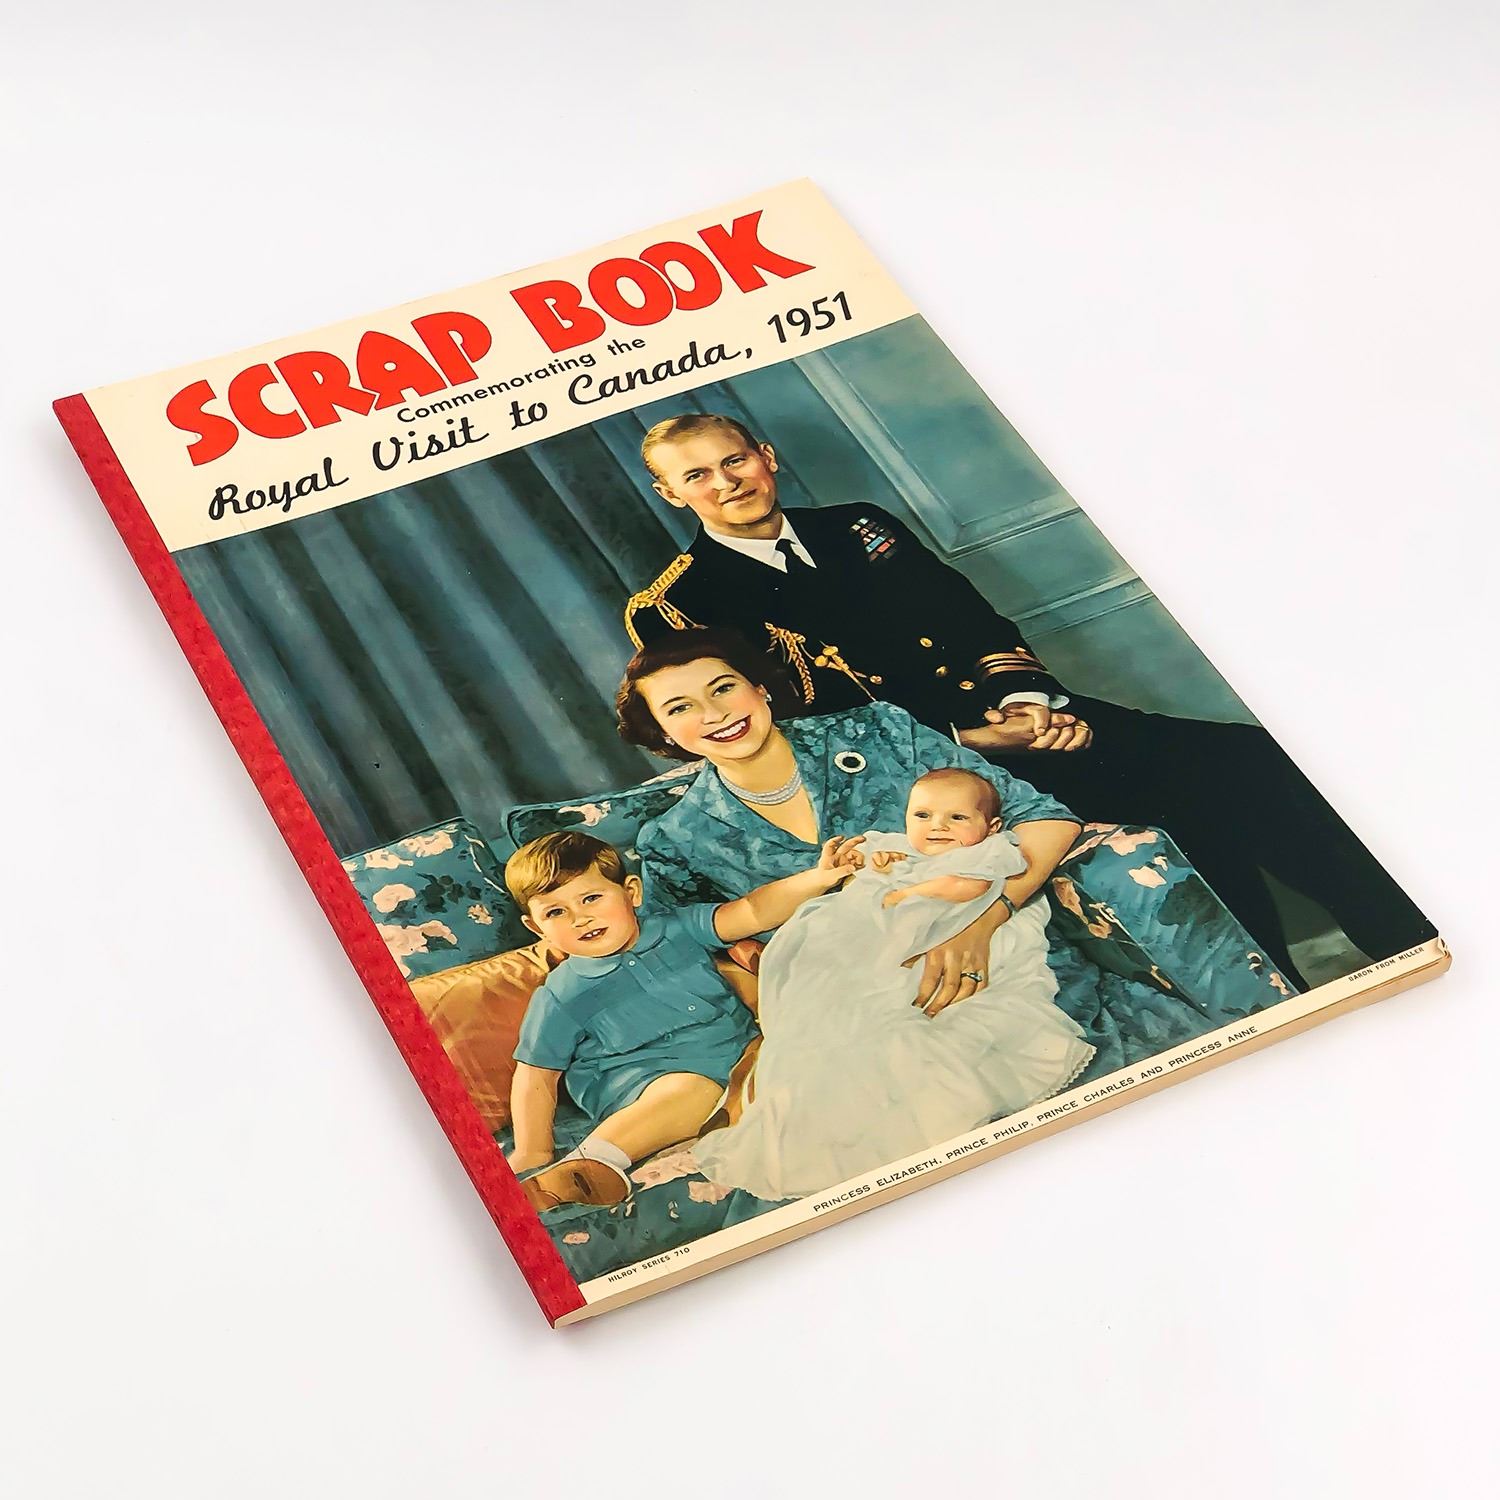 SCRAP BOOK
Commemorating the
Royal Visit to Canada, 1951
BARON FROM MILLER
PRINCESS ELIZABETH, PRINCE PHILIP, PRINCE CHARLES AND PRINCESS ANNE
HILROY SERIES 710